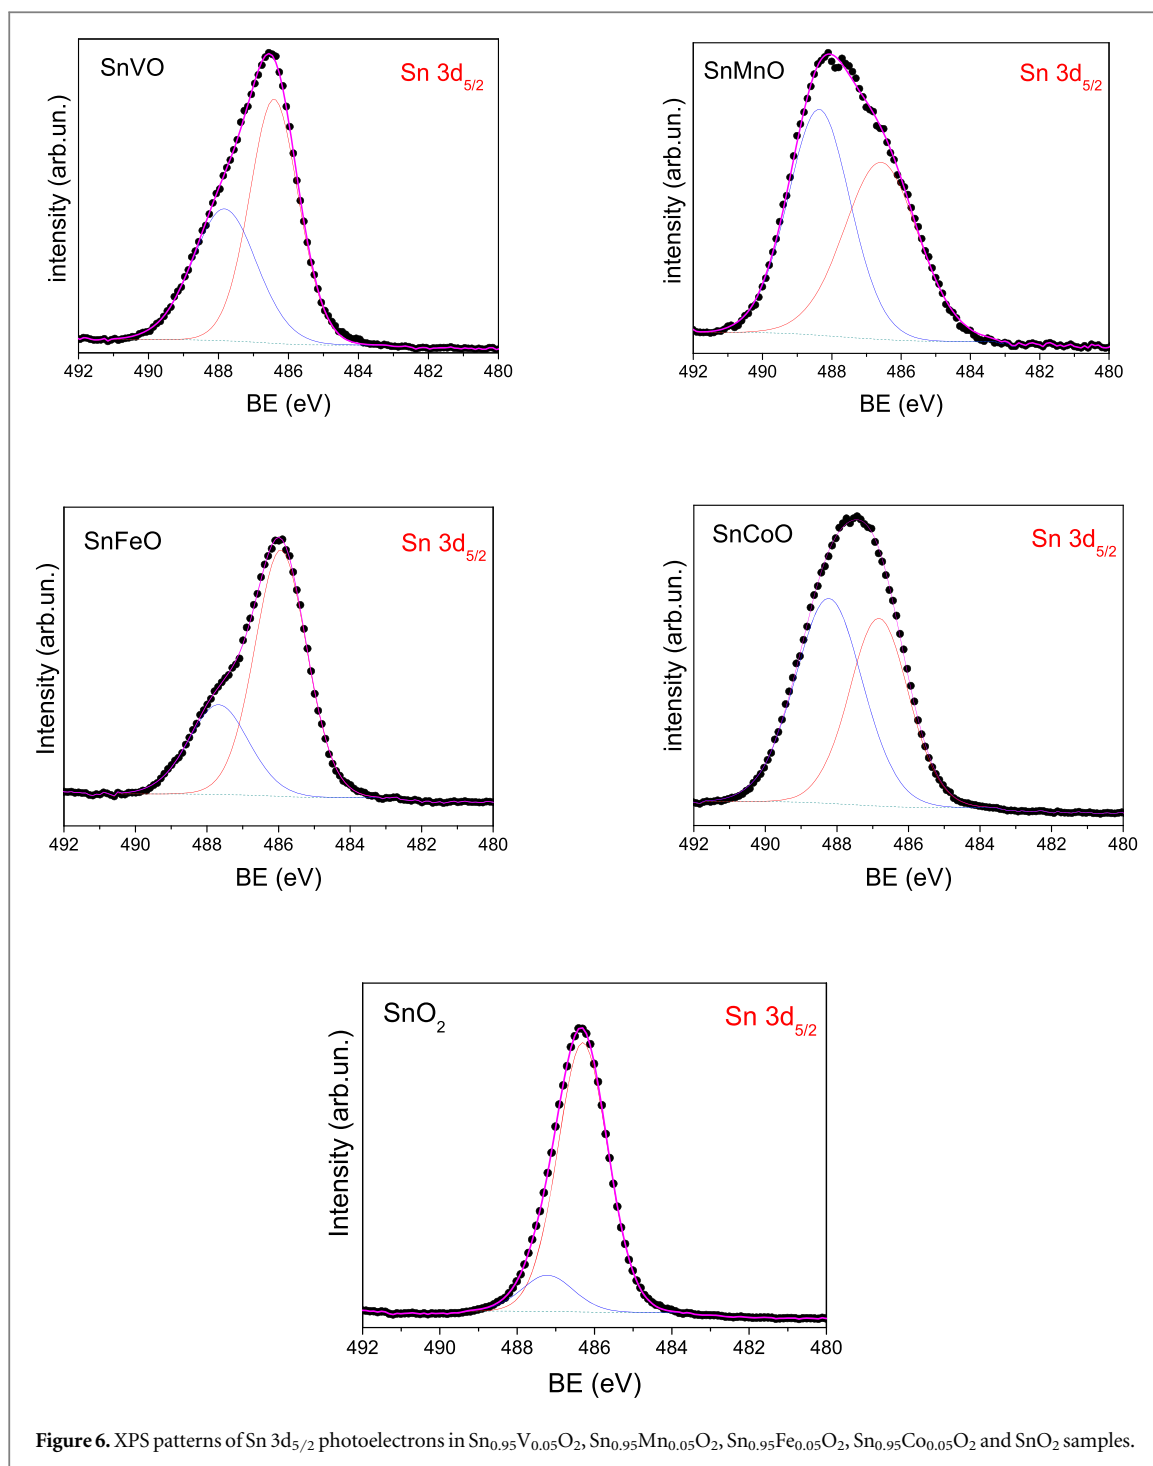 SnVO
Sn 3d5/2
intensity (arb.un.)
492 490 488 486 484 482 480
BE (eV)
SnMnO
Sn 3d5/2
intensity (arb.un.)
492 490 488 486 484 482 480
BE (eV)
SnFeO
Sn 3d5/2
Intensity (arb.un.)
492 490 488 486 484 482 480
BE (eV)
SnCoO
Sn 3d5/2
intensity (arb.un.)
492 490 488 486 484 482 480
BE (eV)
SnO2
Sn 3d5/2
Intensity (arb.un.)
492 490 488 486 484 482 480
BE (eV)
Figure 6. XPS patterns of Sn 3d5/2 photoelectrons in Sn0.95V0.05O2, Sn0.95Mn0.05O2, Sn0.95Fe0.05O2, Sn0.95Co0.05O2 and SnO2 samples.